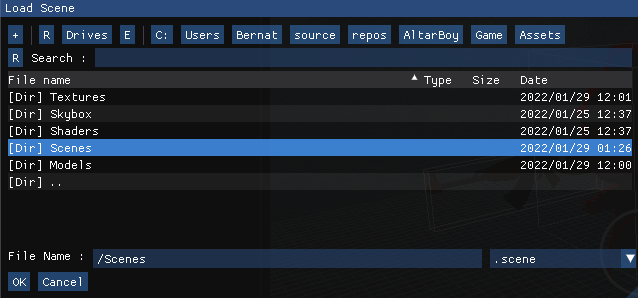 Load Scene
+ R Drives E C: Users Bernat source repos AltarBoy Game Assets
R Search :
File name Type Size Date
[Dir] Textures 2022/01/29 12:01
[Dir] Skybox 2022/01/25 12:37
[Dir] Shaders 2022/01/25 12:37
[Dir] Scenes 2022/01/29 01:26
[Dir] Models 2022/01/29 12:00
[Dir] ..
File Name : /Scenes .scene
OK Cancel